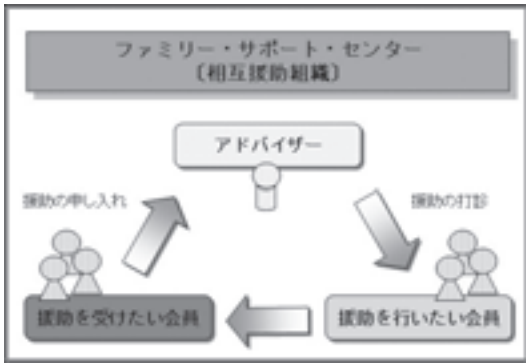 ファミリー・サポート・センター
〔相互援助組織〕
アドバイザー
援助の申し入れ
援助の打診
援助を受けたい会員
援助を行いたい会員